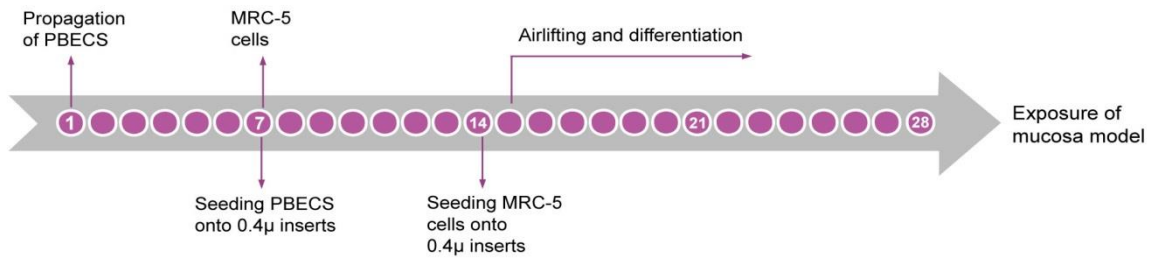 Propagation
of PBECS
MRC-5
cells
Airlifting and differentiation
1
7
14
21
28
Exposure of
mucosa model
Seeding PBECS
onto 0.4µ inserts
Seeding MRC-5
cells onto
0.4µ inserts